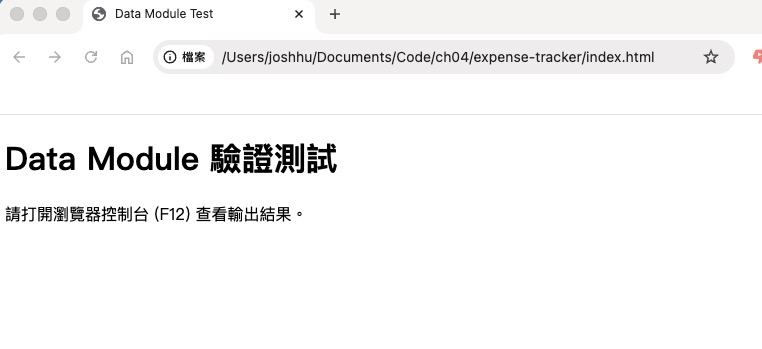 Data Module Test
檔案 /Users/joshhu/Documents/Code/ch04/expense-tracker/index.html
Data Module 驗證測試
請打開瀏覽器控制台 (F12) 查看輸出結果。